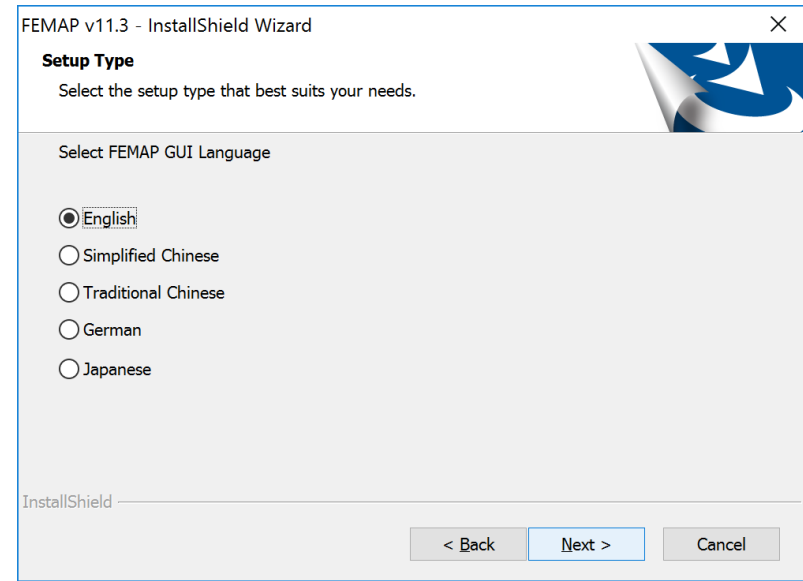 FEMAP v11.3 - InstallShield Wizard
Setup Type
Select the setup type that best suits your needs.
Select FEMAP GUI Language
English
Simplified Chinese
Traditional Chinese
German
Japanese
InstallShield
< Back Next > Cancel